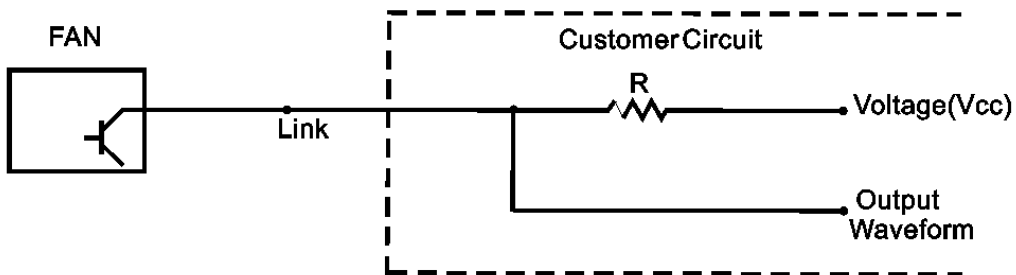 FAN
Customer Circuit
R
Link
Voltage(Vcc)
Output
Waveform